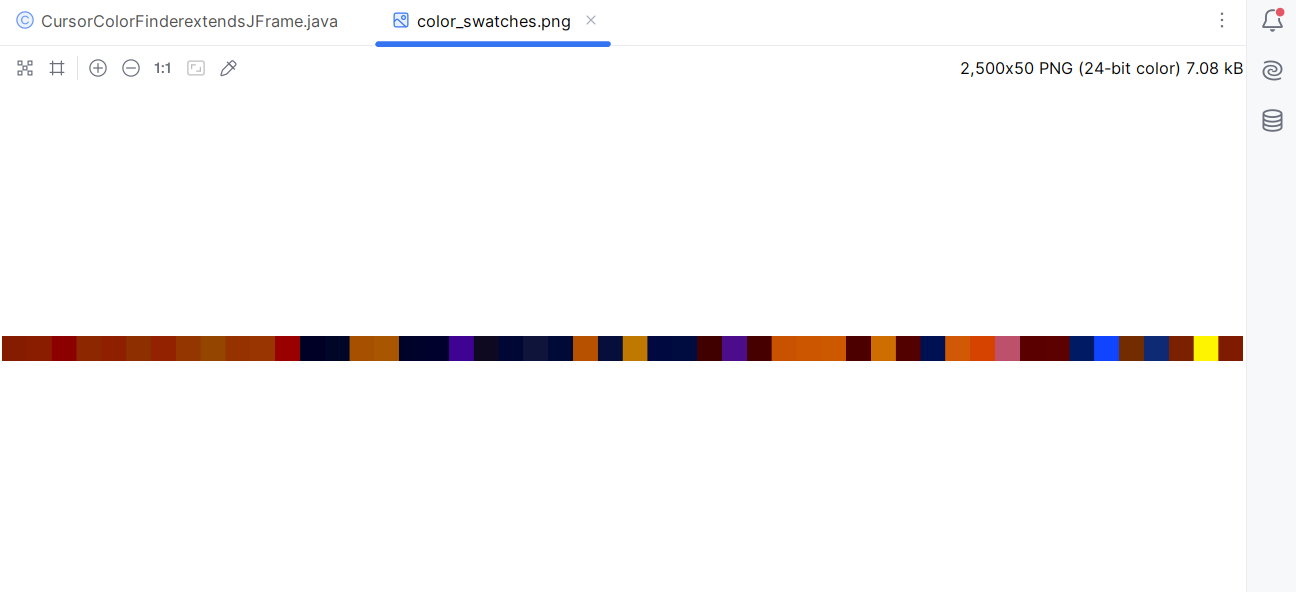 CursorColorFinderextendsJFrame.java
color_swatches.png
1:1
2,500x50 PNG (24-bit color) 7.08 kB